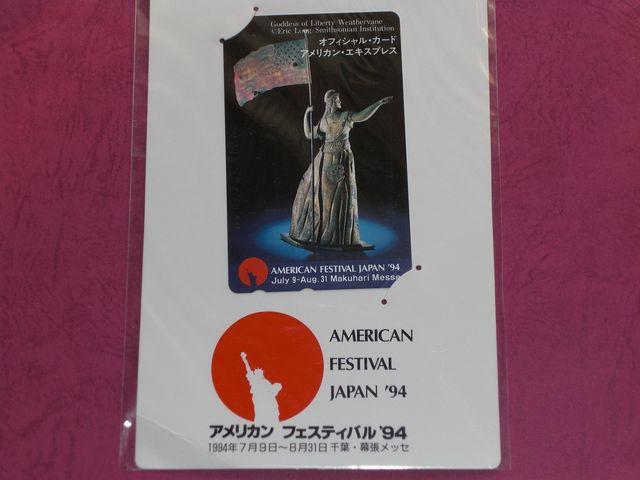 Goddess of Liberty Weathervane
©Eric Long, Smithsonian Institution
オフィシャル・カード
アメリカン・エキスプレス
AMERICAN FESTIVAL JAPAN '94
July 9-Aug. 31 Makuhari Messe
AMERICAN
FESTIVAL
JAPAN '94
アメリカン フェスティバル '94
1994年7月9日～8月31日 千葉・幕張メッセ